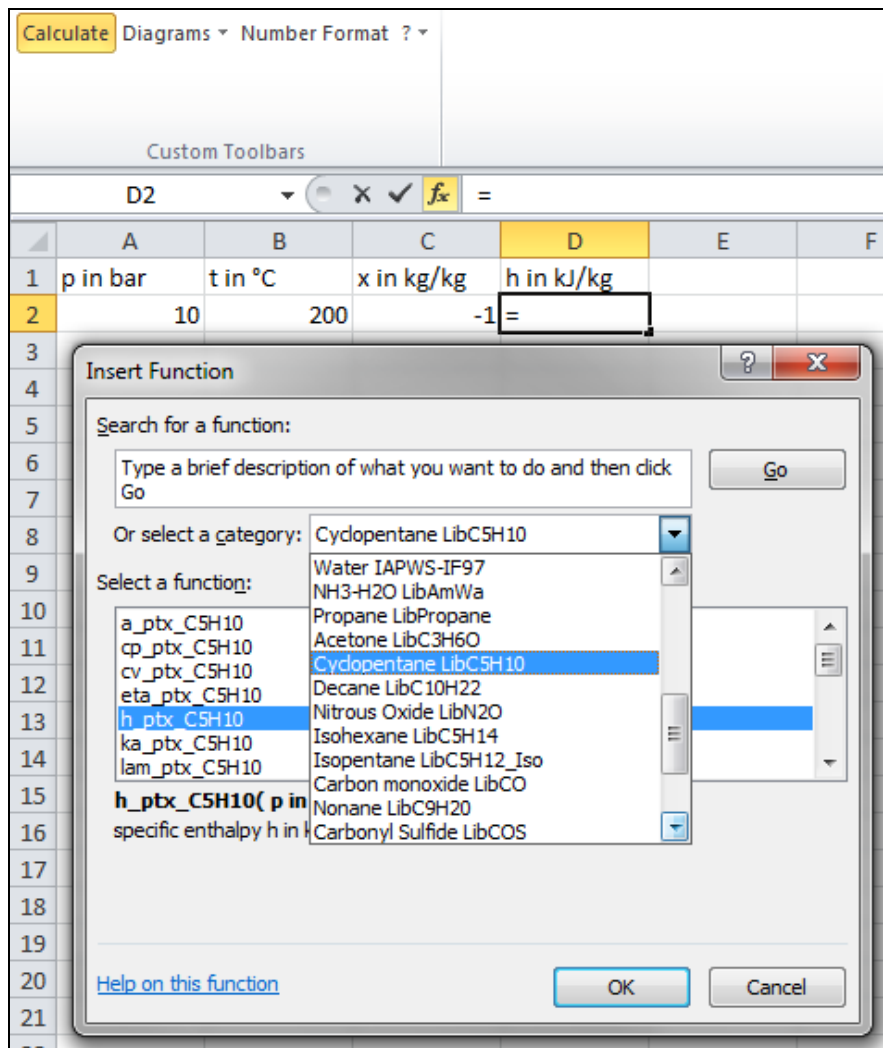 Calculate Diagrams Number Format ?
Custom Toolbars
D2 fx =
A B C D E F
1 p in bar t in °C x in kg/kg h in kJ/kg
2 10 200 -1 =
3
Insert Function ? X
4
5 Search for a function:
6 Type a brief description of what you want to do and then click Go
7
Go
8 Or select a category: Cyclopentane LibC5H10
Water IAPWS-IF97
NH3-H2O LibAmWa
Propane LibPropane
Acetone LibC3H6O
Cyclopentane LibC5H10
Decane LibC10H22
Nitrous Oxide LibN2O
Isohexane LibC5H14
Isopentane LibC5H12_Iso
Carbon monoxide LibCO
Nonane LibC9H20
Carbonyl Sulfide LibCOS
9 Select a function:
10 a_ptx_C5H10
11 cp_ptx_C5H10
cv_ptx_C5H10
12 eta_ptx_C5H10
13 h_ptx_C5H10
ka_ptx_C5H10
14 lam_ptx_C5H10
15 h_ptx_C5H10( p in
16 specific enthalpy h in
17
18
19
20 Help on this function OK Cancel
21